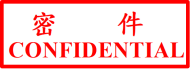 密 件
CONFIDENTIAL